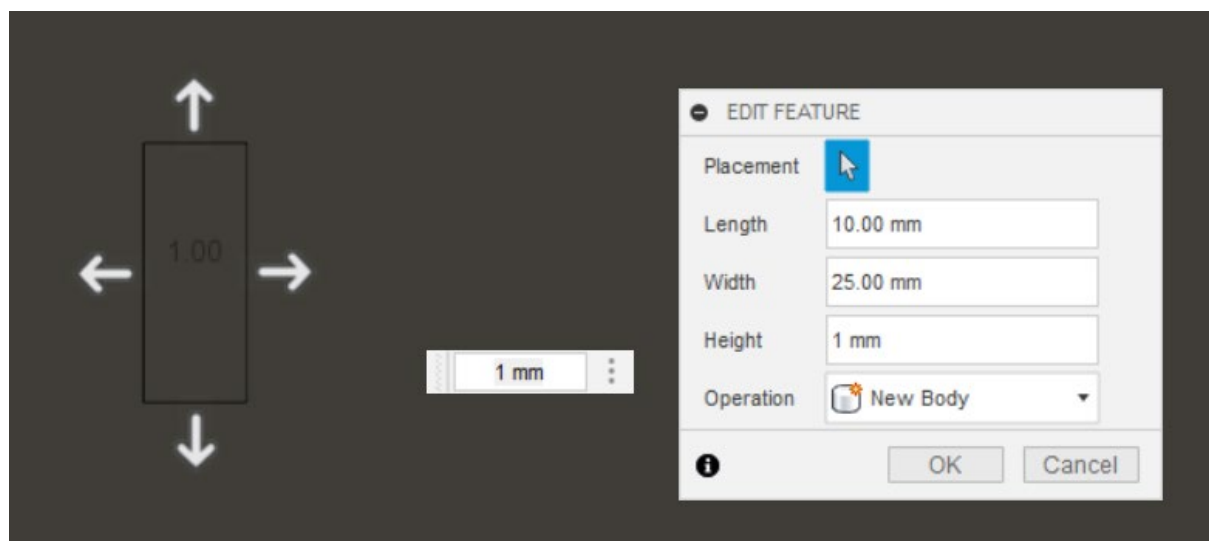 1.00
1 mm
EDIT FEATURE
Placement
Length 10.00 mm
Width 25.00 mm
Height 1 mm
Operation New Body
OK Cancel